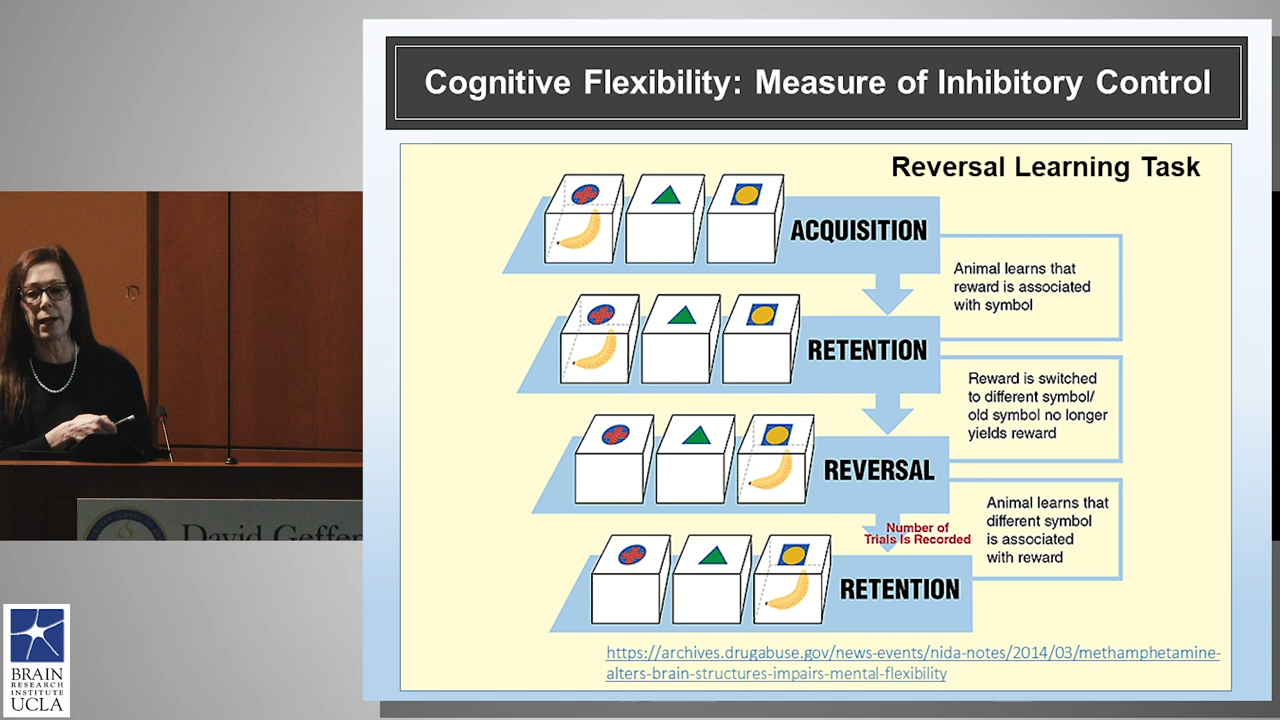 Cognitive Flexibility: Measure of Inhibitory Control
Reversal Learning Task
ACQUISITION
Animal learns that
reward is associated
with symbol
RETENTION
Reward is switched
to different symbol/
old symbol no longer
yields reward
REVERSAL
Number of
Trials Is Recorded
Animal learns that
different symbol
is associated
with reward
RETENTION
https://archives.drugabuse.gov/news-events/nida-notes/2014/03/methamphetamine-
alters-brain-structures-impairs-mental-flexibility
David Geffen
BRAIN
RESEARCH
INSTITUTE
UCLA